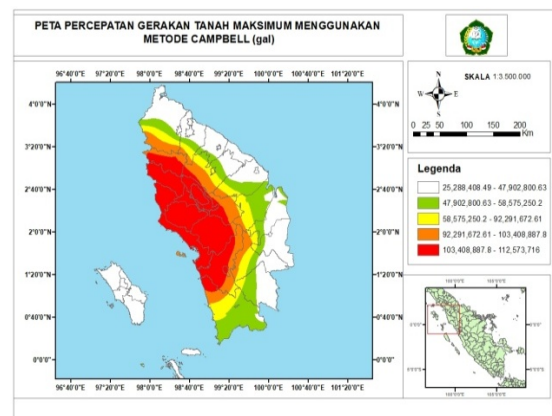 PETA PERCEPATAN GERAKAN TANAH MAKSIMUM MENGGUNAKAN
METODE CAMPBELL (gal)
96°40'0"E 97°20'0"E 98°0'0"E 98°40'0"E 99°20'0"E 100°0'0"E 100°40'0"E 101°20'0"E
4°0'0"N 4°0'0"N
3°20'0"N 3°20'0"N
2°40'0"N 2°40'0"N
2°0'0"N 2°0'0"N
1°20'0"N 1°20'0"N
0°40'0"N 0°40'0"N
0°0'0" 0°0'0"
96°40'0"E 97°20'0"E 98°0'0"E 98°40'0"E 99°20'0"E 100°0'0"E 100°40'0"E 101°20'0"E
N
W E
S
SKALA 1:3.500.000
0 25 50 100 150 200
Km
Legenda
25,288,408.49 - 47,902,800.63
47,902,800.63 - 58,575,250.2
58,575,250.2 - 92,291,672.61
92,291,672.61 - 103,408,887.8
103,408,887.8 - 112,573,716